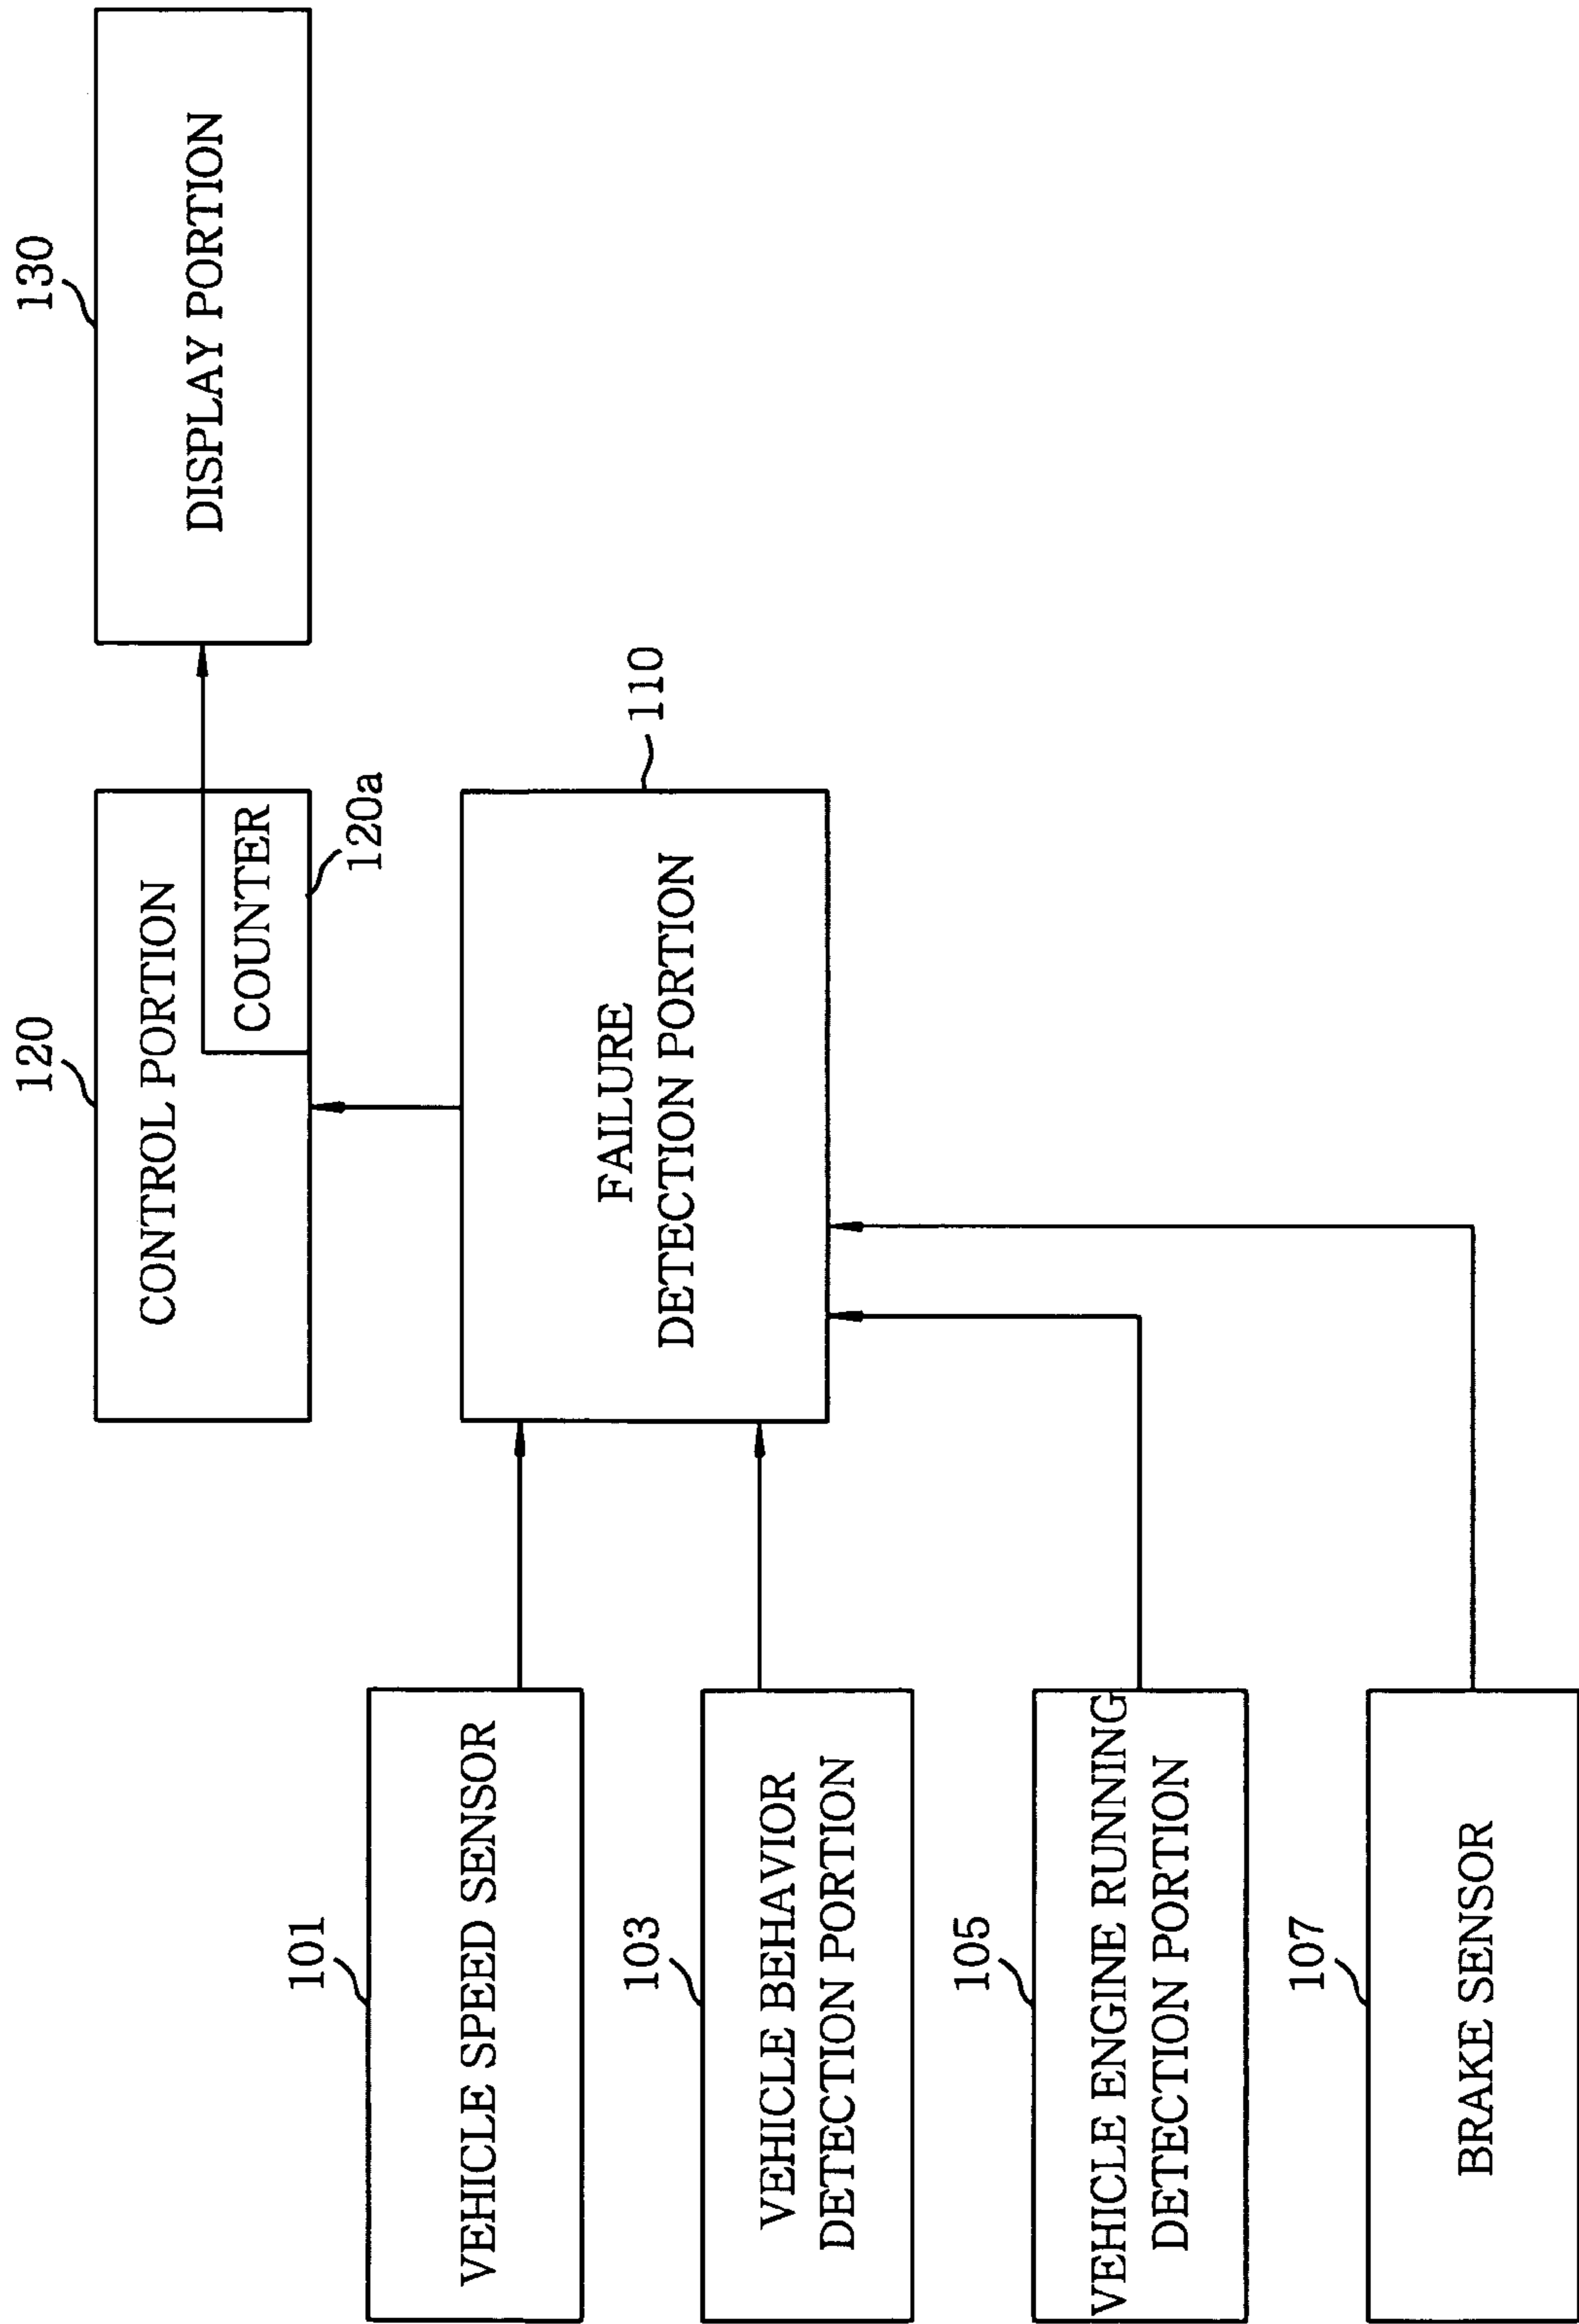 101
VEHICLE SPEED SENSOR
103
VEHICLE BEHAVIOR
DETECTION PORTION
105
VEHICLE ENGINE RUNNING
DETECTION PORTION
107
BRAKE SENSOR
120
CONTROL PORTION
COUNTER
120a
FAILURE
DETECTION PORTION
110
130
DISPLAY PORTION